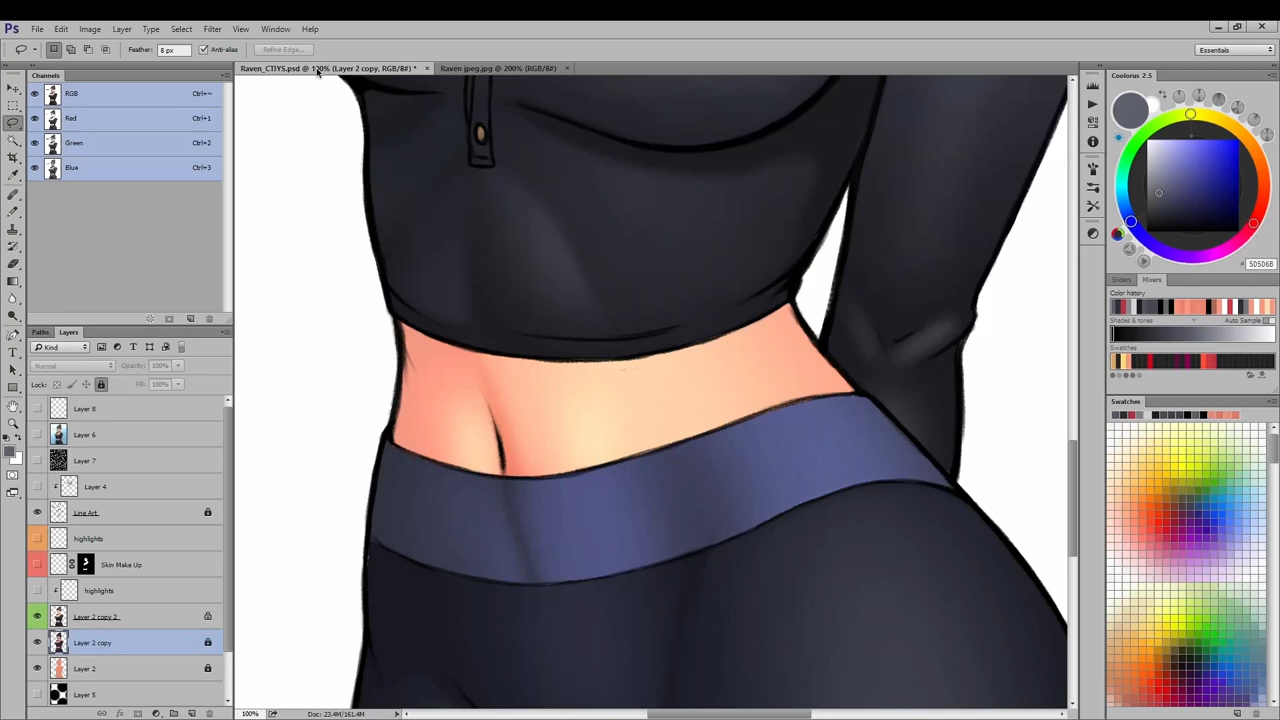 Ps File Edit Image Layer Type Select Filter View Window Help
Feather: 8 px Anti-alias Refine Edge... Essentials
Raven_CTIYS.psd @ 120% (Layer 2 copy, RGB/8#) * × Raven jpeg.jpg @ 200% (RGB/8#) ×
Channels
RGB Ctrl+~
Red Ctrl+1
Green Ctrl+2
Blue Ctrl+3
Paths Layers
Kind
Normal Opacity: 100%
Lock: Fill: 100%
Layer 8
Layer 6
Layer 7
Layer 4
Line Art
highlights
Skin Make Up
highlights
Layer 2 copy 2
Layer 2 copy
Layer 2
Layer 5
100% Doc: 23.4M/161.4M
Coolorus 2.5
# 5D5D6B
Sliders Mixers
Color history
Shades & tones Auto Sample
Swatches
Swatches